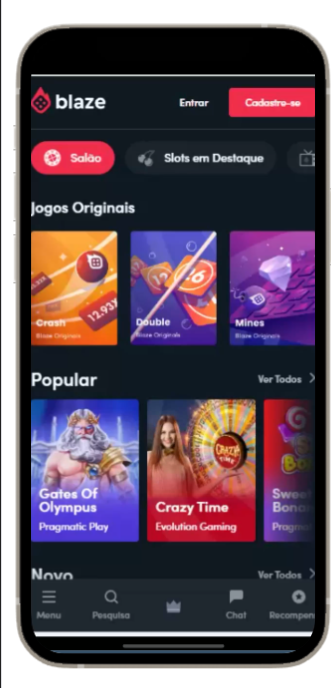 blaze
Entrar
Cadastre-se
Salão
Slots em Destaque
Jogos Originais
12.93X
Crash
Blaze Originals
Double
Blaze Originals
Mines
Blaze Originals
Popular
Ver Todos
Gates Of
Olympus
Pragmatic Play
CRAZY
TIME
Crazy Time
Evolution Gaming
Sweet
Bonan
Pragma
Novo
Ver Todos
Menu
Pesquisa
Chat
Recompen